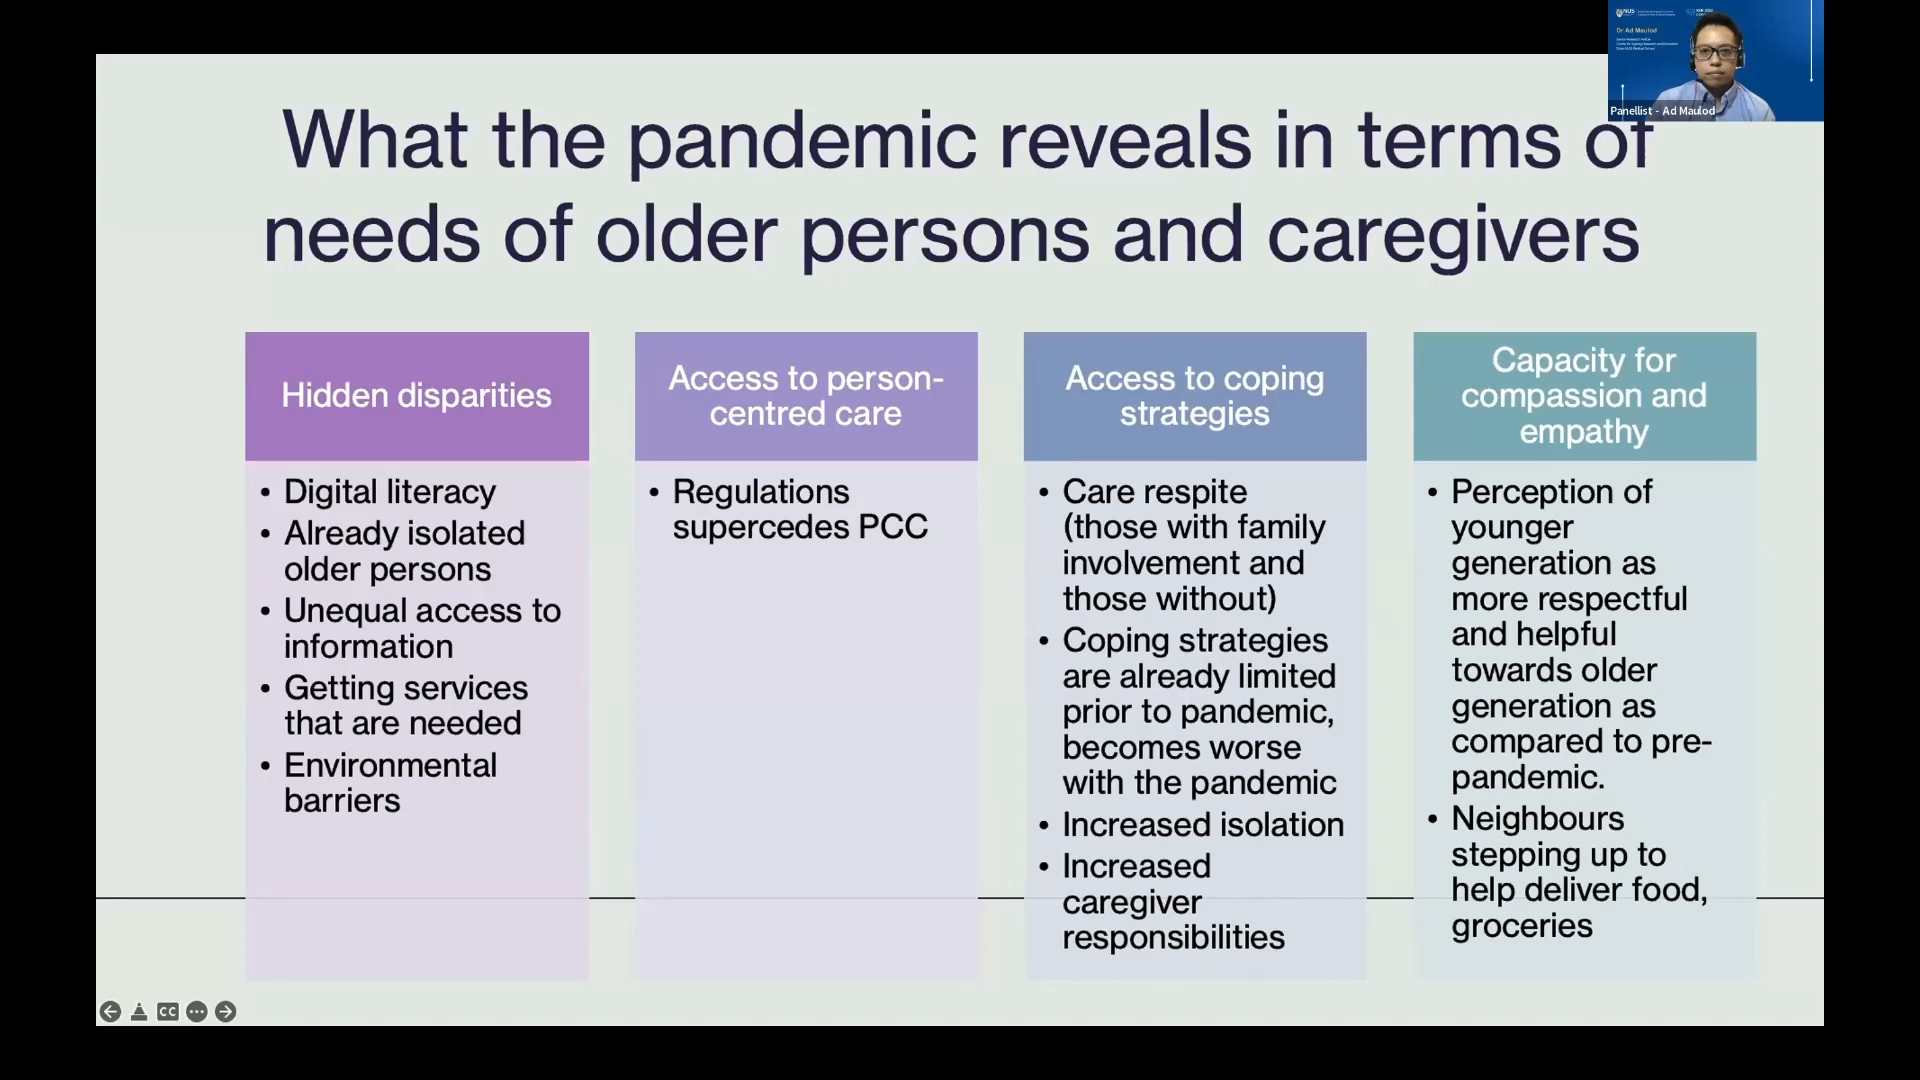 NUS
Dr Ad Maulod
Panellist - Ad Maulod
What the pandemic reveals in terms of
needs of older persons and caregivers
Hidden disparities
• Digital literacy
• Already isolated
older persons
• Unequal access to
information
• Getting services
that are needed
• Environmental
barriers
Access to person-
centred care
• Regulations
supercedes PCC
Access to coping
strategies
• Care respite
(those with family
involvement and
those without)
• Coping strategies
are already limited
prior to pandemic,
becomes worse
with the pandemic
• Increased isolation
• Increased
caregiver
responsibilities
Capacity for
compassion and
empathy
• Perception of
younger
generation as
more respectful
and helpful
towards older
generation as
compared to pre-
pandemic.
• Neighbours
stepping up to
help deliver food,
groceries
CC